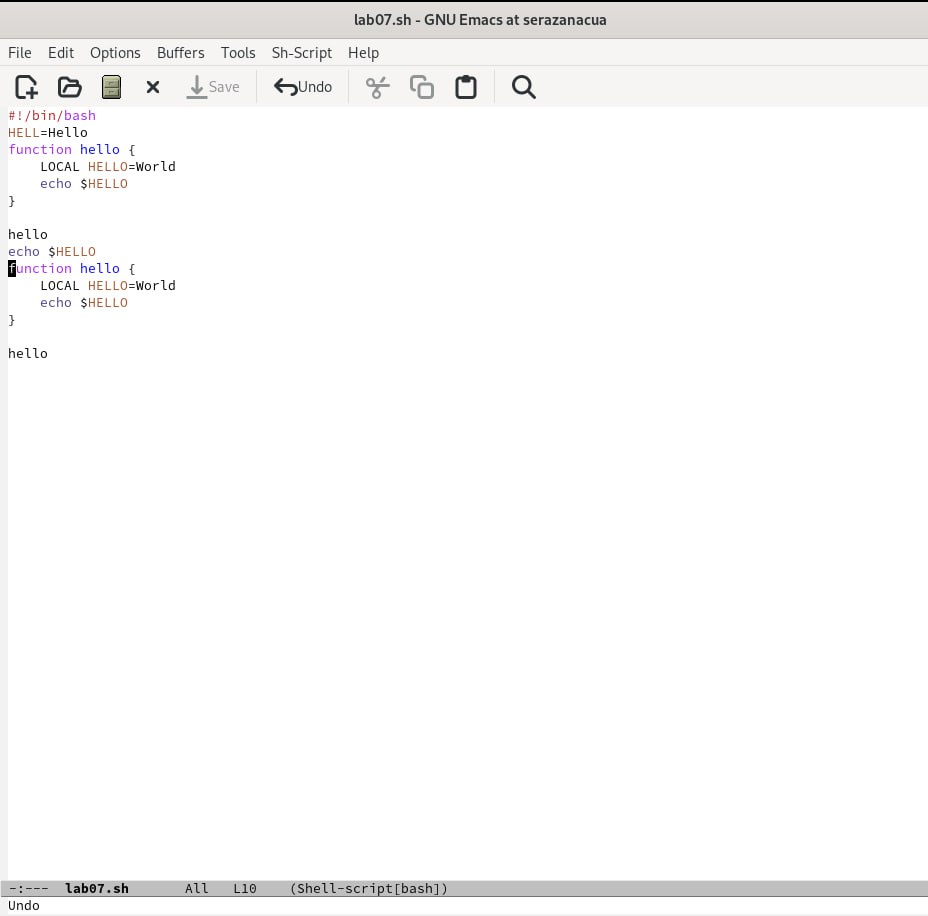 lab07.sh - GNU Emacs at serazanacua
File Edit Options Buffers Tools Sh-Script Help
Save Undo
#!/bin/bash
HELL=Hello
function hello {
    LOCAL HELLO=World
    echo $HELLO
}
hello
echo $HELLO
function hello {
    LOCAL HELLO=World
    echo $HELLO
}
hello
-:--- lab07.sh All L10 (Shell-script[bash])
Undo